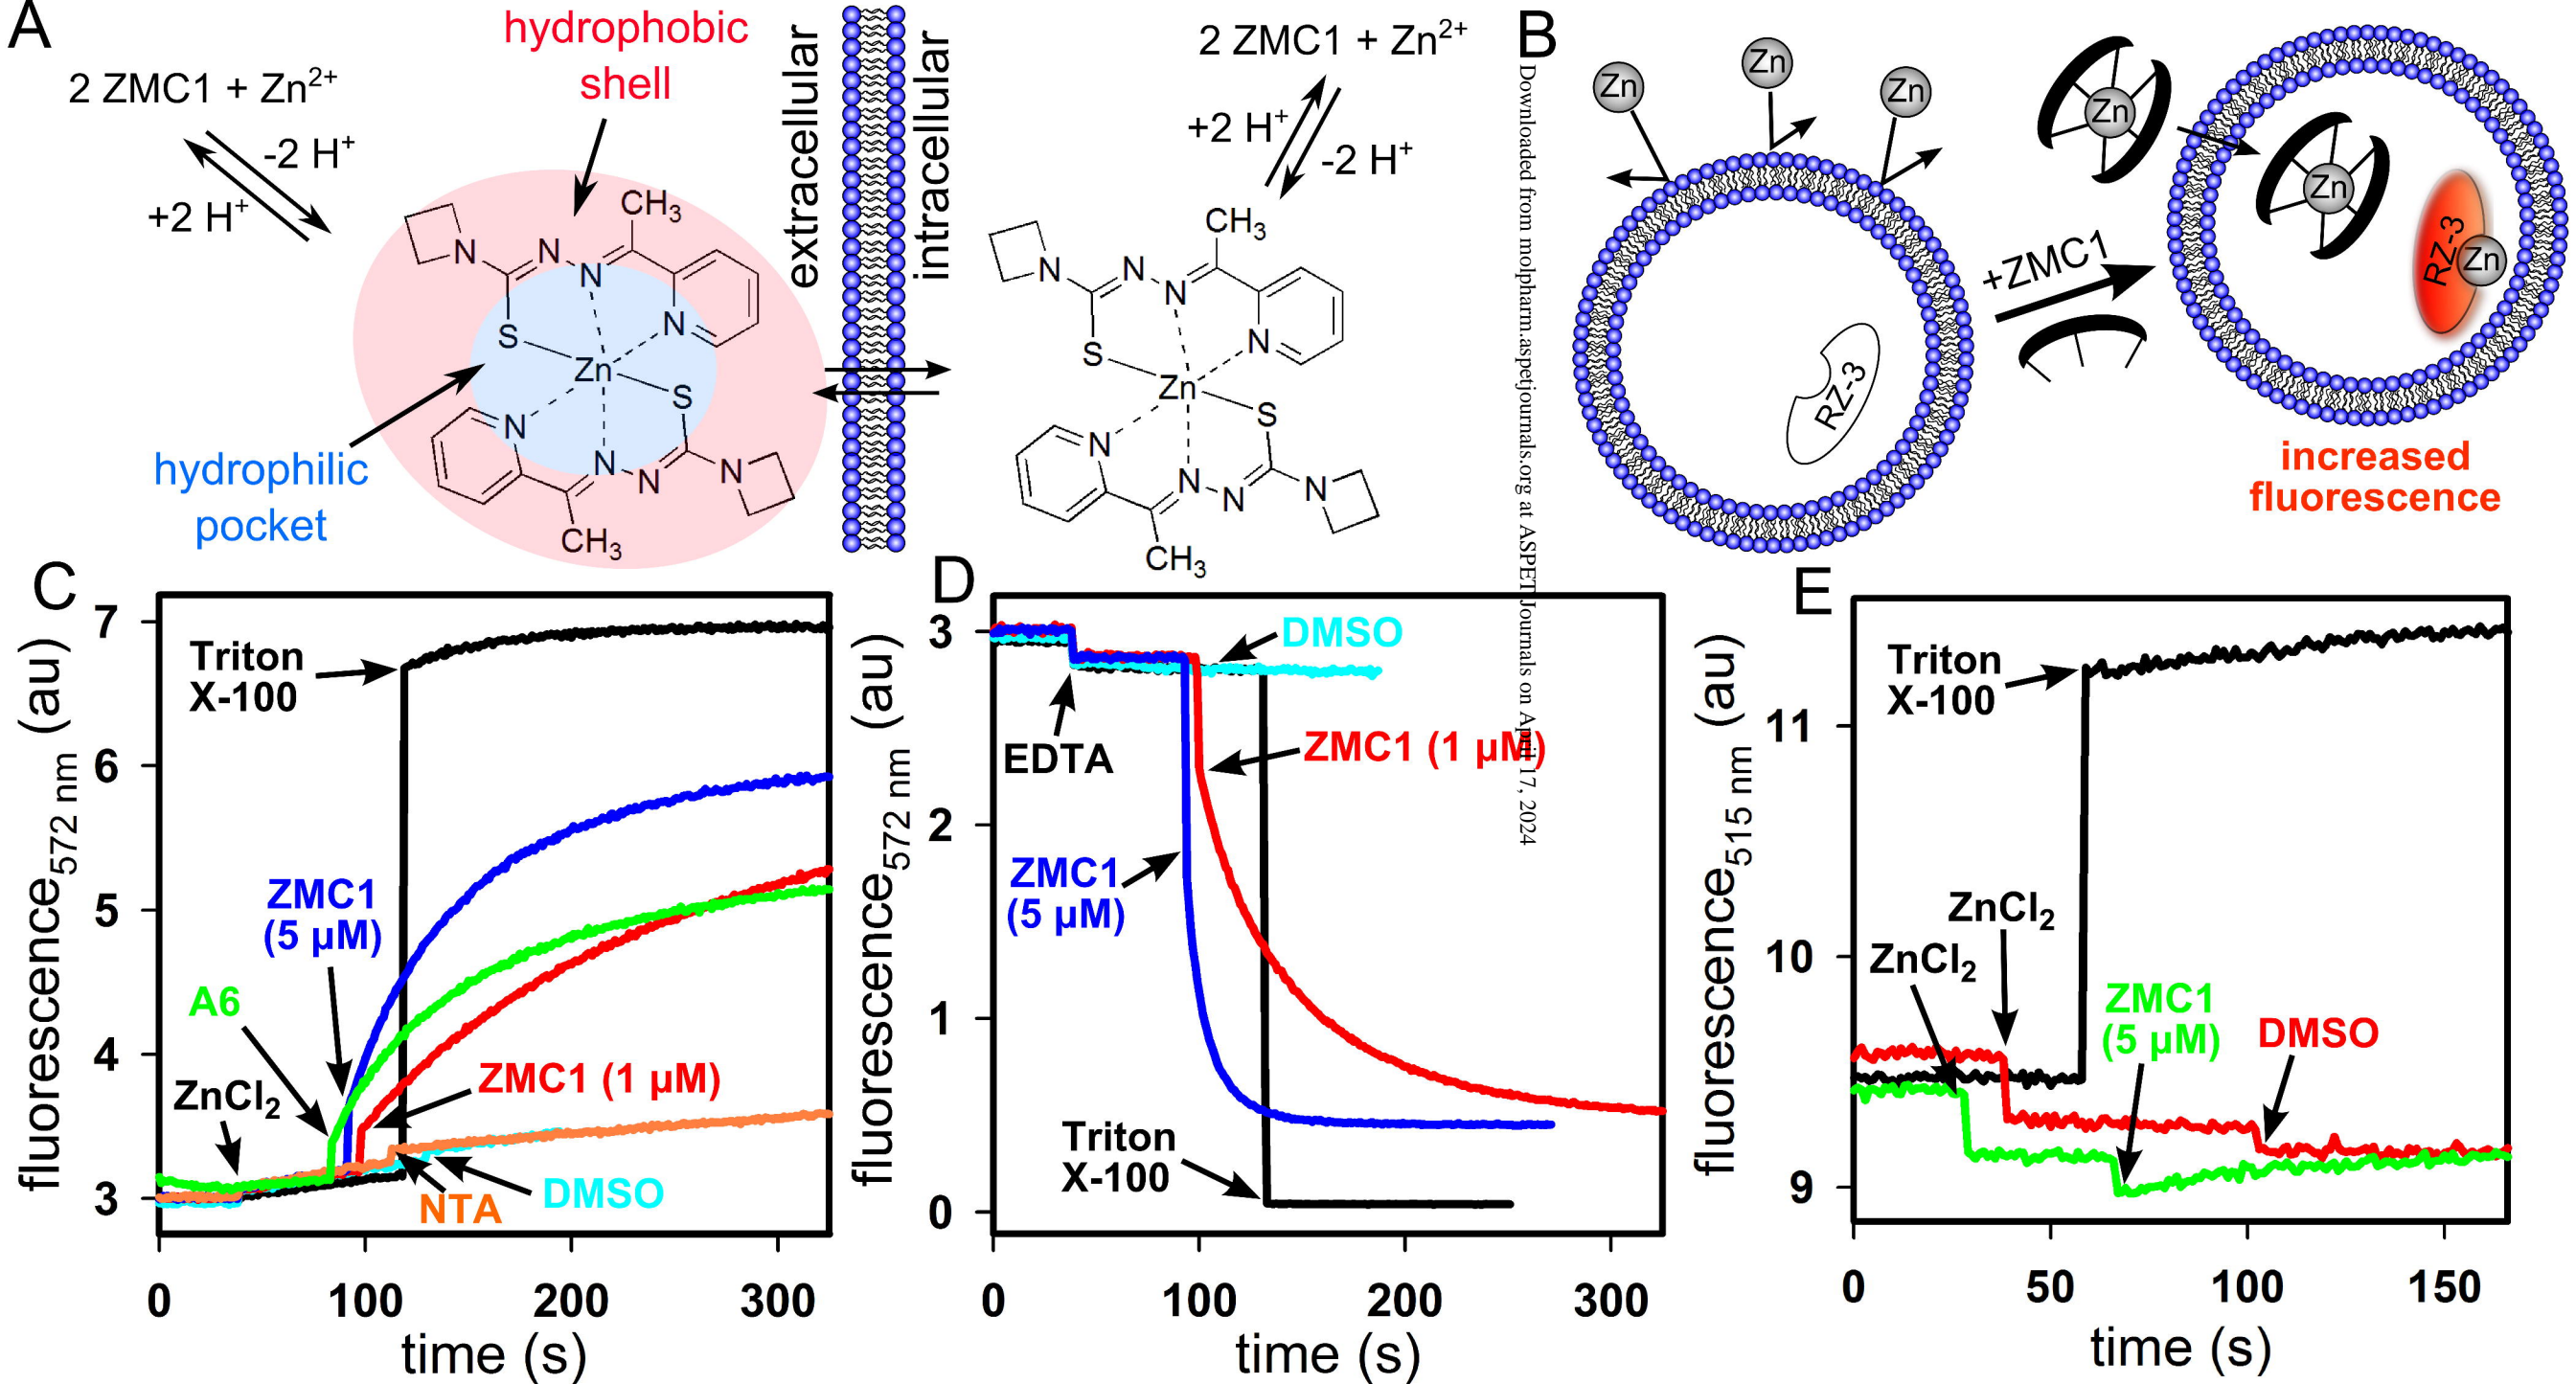 A
hydrophobic
shell
2 ZMC1 + Zn²⁺
-2 H⁺
+2 H⁺
CH₃
N
N
N
N
S
Zn
S
N
N
N
N
CH₃
hydrophilic
pocket
extracellular
intracellular
2 ZMC1 + Zn²⁺
+2 H⁺
-2 H⁺
CH₃
N
N
N
N
S
Zn
S
N
N
N
N
CH₃
B
Zn
Zn
Zn
RZ-3
+ZMC1
Zn
Zn
RZ-3
Zn
increased
fluorescence
Downloaded from molpharm.aspetjournals.org at ASPET Journals on April 17, 2024
C
fluorescence₅₇₂ ₙₘ (au)
7
6
5
4
3
Triton
X-100
ZMC1
(5 µM)
A6
ZnCl₂
ZMC1 (1 µM)
NTA
DMSO
0
100
200
300
time (s)
D
fluorescence₅₇₂ ₙₘ (au)
3
2
1
0
DMSO
EDTA
ZMC1 (1 µM)
ZMC1
(5 µM)
Triton
X-100
0
100
200
300
time (s)
E
fluorescence₅₁₅ ₙₘ (au)
11
10
9
Triton
X-100
ZnCl₂
ZnCl₂
ZMC1
(5 µM)
DMSO
0
50
100
150
time (s)